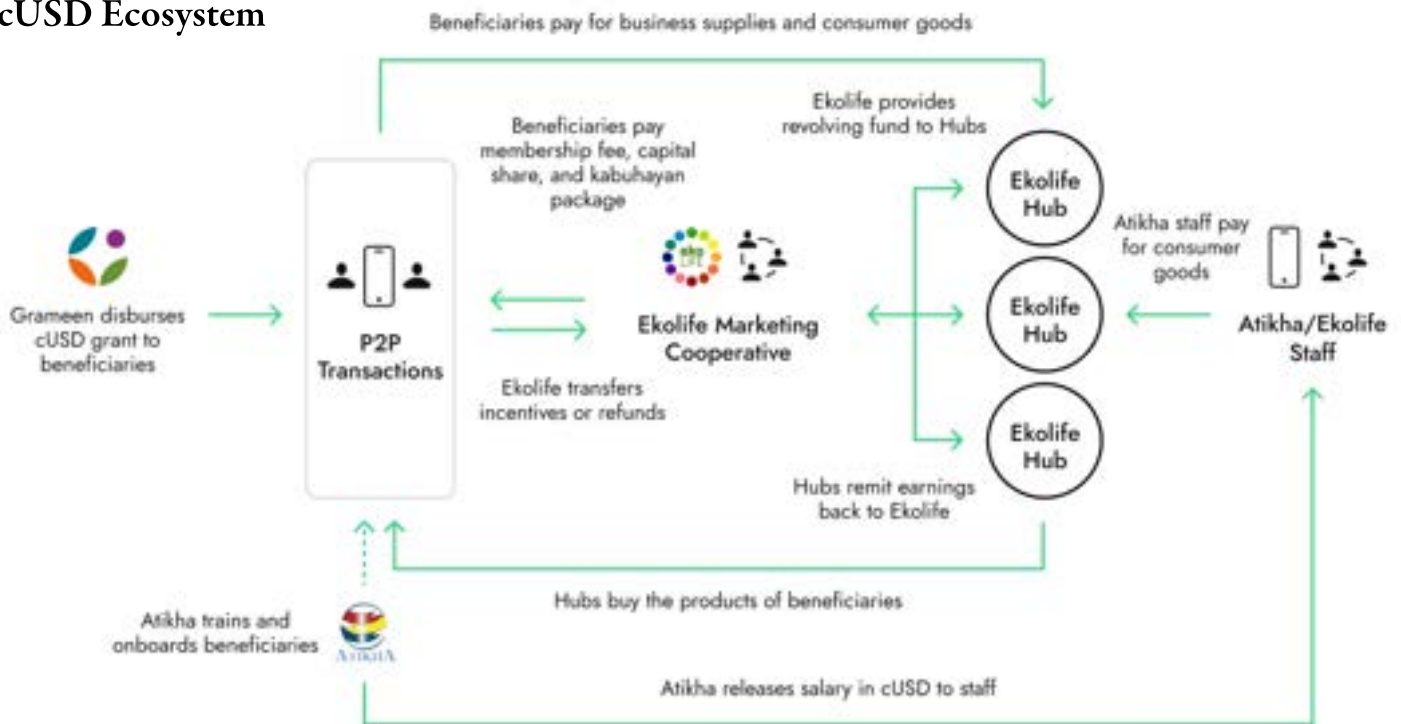 cUSD Ecosystem
Beneficiaries pay for business supplies and consumer goods
Ekolife provides
revolving fund to Hubs
Beneficiaries pay
membership fee, capital
share, and kabuhayan
package
Ekolife
Hub
Atikha staff pay
for consumer
goods
Grameen disburses
cUSD grant to
beneficiaries
P2P
Transactions
eko
LIFE
Ekolife Marketing
Cooperative
Ekolife
Hub
Atikha/Ekolife
Staff
Ekolife transfers
incentives or refunds
Ekolife
Hub
Hubs remit earnings
back to Ekolife
Hubs buy the products of beneficiaries
Atikha trains and
onboards beneficiaries
ATIKHA
Atikha releases salary in cUSD to staff